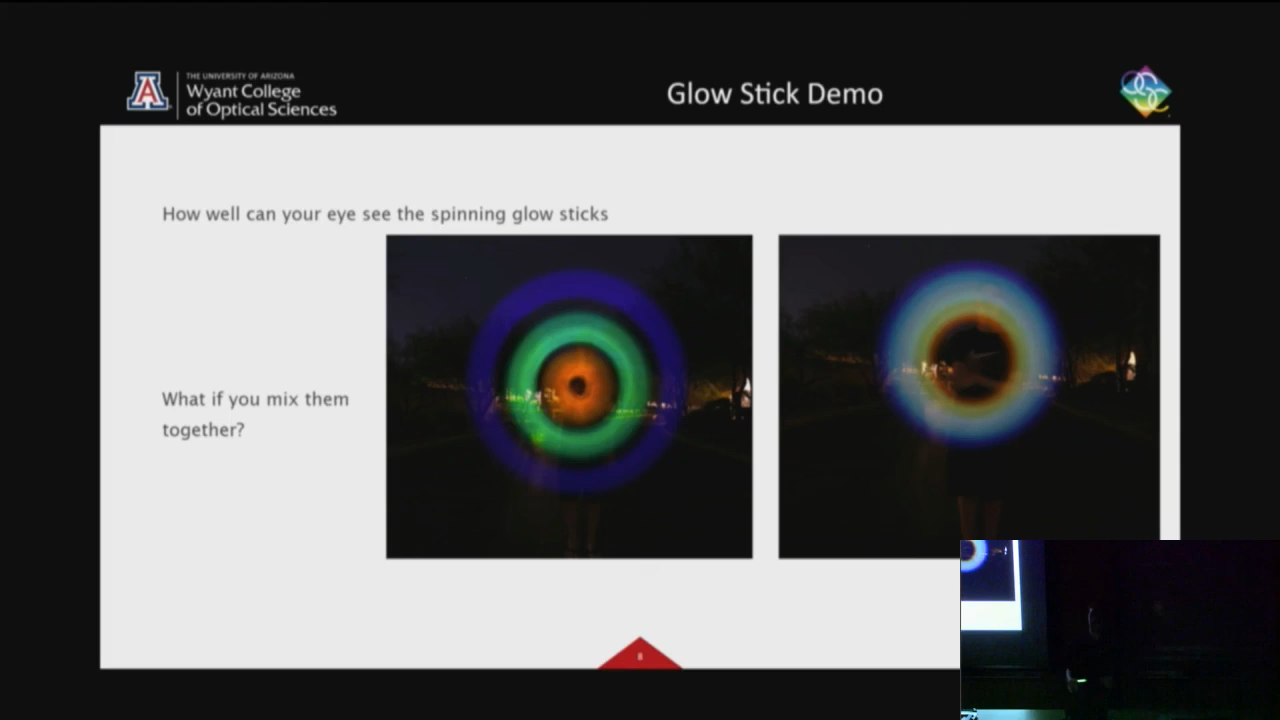 THE UNIVERSITY OF ARIZONA
Wyant College
of Optical Sciences
Glow Stick Demo
How well can your eye see the spinning glow sticks
What if you mix them
together?
8